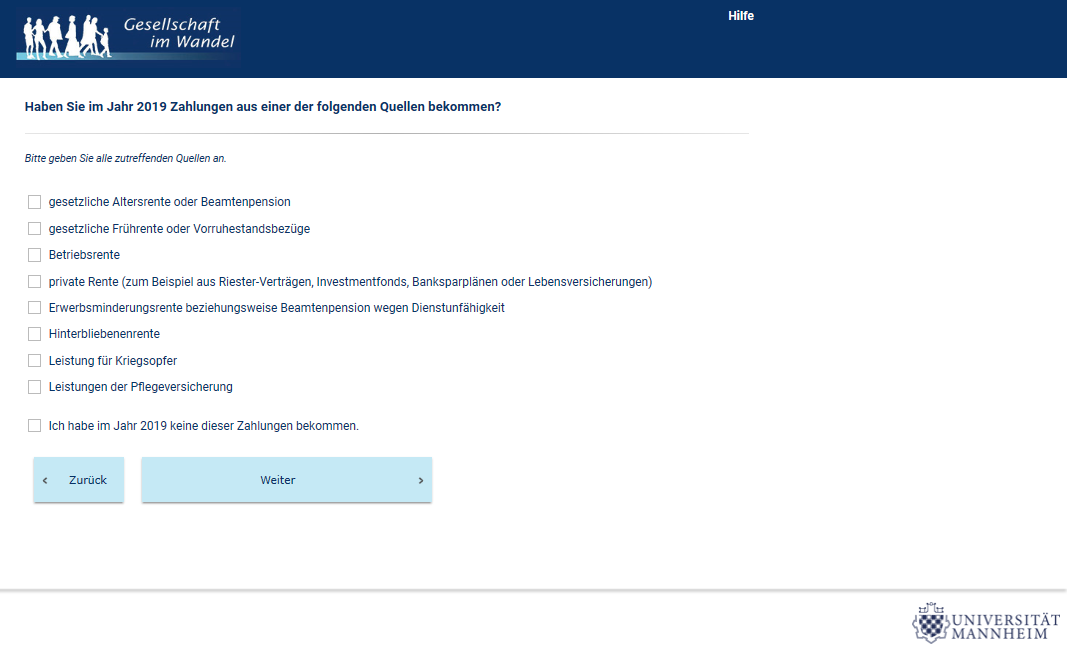 Gesellschaft
im Wandel
Hilfe
Haben Sie im Jahr 2019 Zahlungen aus einer der folgenden Quellen bekommen?
Bitte geben Sie alle zutreffenden Quellen an.
gesetzliche Altersrente oder Beamtenpension
gesetzliche Frührente oder Vorruhestandsbezüge
Betriebsrente
private Rente (zum Beispiel aus Riester-Verträgen, Investmentfonds, Banksparplänen oder Lebensversicherungen)
Erwerbsminderungsrente beziehungsweise Beamtenpension wegen Dienstunfähigkeit
Hinterbliebenenrente
Leistung für Kriegsopfer
Leistungen der Pflegeversicherung
Ich habe im Jahr 2019 keine dieser Zahlungen bekommen.
‹ Zurück
Weiter ›
UNIVERSITÄT
MANNHEIM